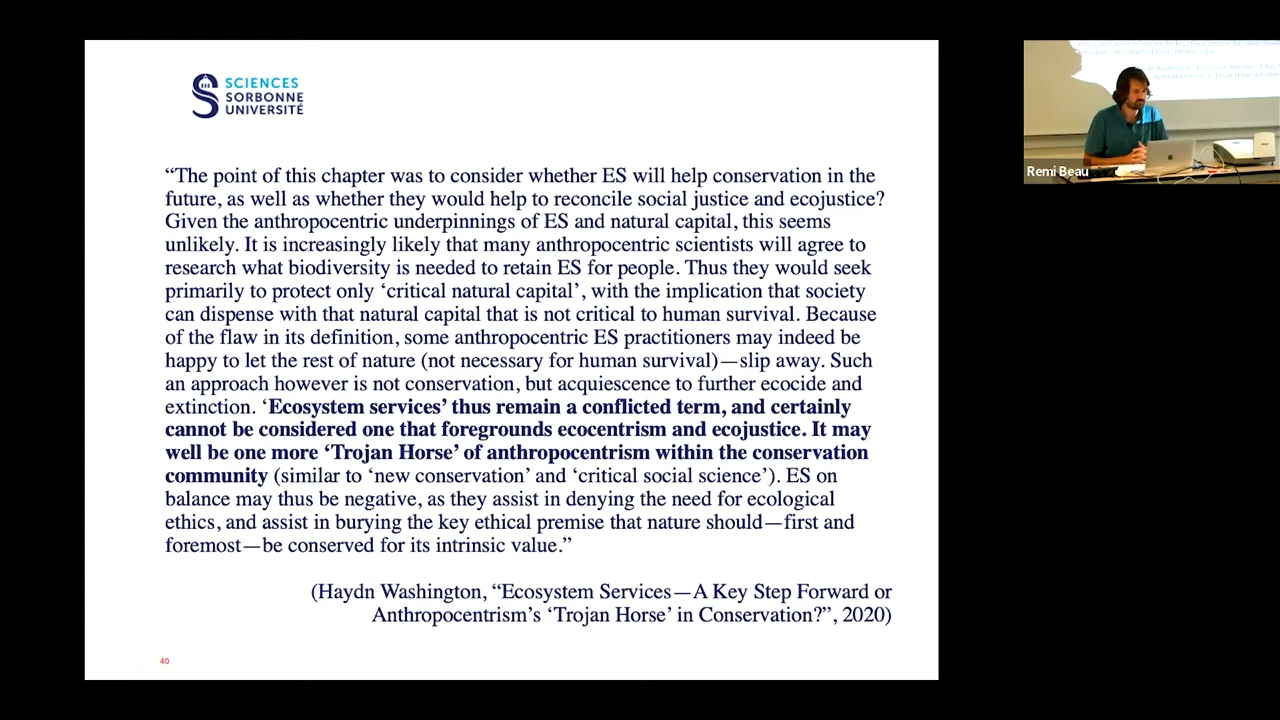 SCIENCES
SORBONNE
UNIVERSITÉ
“The point of this chapter was to consider whether ES will help conservation in the
future, as well as whether they would help to reconcile social justice and ecojustice?
Given the anthropocentric underpinnings of ES and natural capital, this seems
unlikely. It is increasingly likely that many anthropocentric scientists will agree to
research what biodiversity is needed to retain ES for people. Thus they would seek
primarily to protect only ‘critical natural capital’, with the implication that society
can dispense with that natural capital that is not critical to human survival. Because
of the flaw in its definition, some anthropocentric ES practitioners may indeed be
happy to let the rest of nature (not necessary for human survival)—slip away. Such
an approach however is not conservation, but acquiescence to further ecocide and
extinction. ‘Ecosystem services’ thus remain a conflicted term, and certainly
cannot be considered one that foregrounds ecocentrism and ecojustice. It may
well be one more ‘Trojan Horse’ of anthropocentrism within the conservation
community (similar to ‘new conservation’ and ‘critical social science’). ES on
balance may thus be negative, as they assist in denying the need for ecological
ethics, and assist in burying the key ethical premise that nature should—first and
foremost—be conserved for its intrinsic value.”
(Haydn Washington, “Ecosystem Services—A Key Step Forward or
Anthropocentrism’s ‘Trojan Horse’ in Conservation?”, 2020)
40
Remi Beau